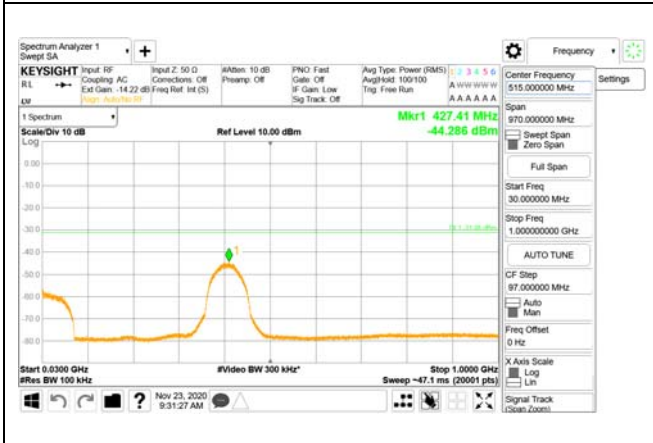 Spectrum Analyzer 1
Swept SA
+
Frequency
KEYSIGHT
Input: RF
Coupling: AC
Ext Gain: -14.22 dB
Align: Auto/No RF
Input Z: 50 Ω
Corrections: Off
Freq Ref: Int (S)
#Atten: 10 dB
Preamp: Off
PNO: Fast
Gate: Off
IF Gain: Low
Sig Track: Off
Avg Type: Power (RMS)
Avg|Hold: 100/100
Trig: Free Run
1 2 3 4 5 6
A W W W W W
A A A A A A
RL
1 Spectrum
Scale/Div 10 dB
Log
Ref Level 10.00 dBm
Mkr1 427.41 MHz
-44.286 dBm
0.00
-10.0
-20.0
-30.0
-40.0
-50.0
-60.0
-70.0
-80.0
1
Start 0.0300 GHz
#Res BW 100 kHz
#Video BW 300 kHz*
Stop 1.0000 GHz
Sweep ~47.1 ms (20001 pts)
Nov 23, 2020
9:31:27 AM
?
Center Frequency
515.000000 MHz
Settings
Span
970.000000 MHz
Swept Span
Zero Span
Full Span
Start Freq
30.000000 MHz
Stop Freq
1.000000000 GHz
AUTO TUNE
CF Step
97.000000 MHz
Auto
Man
Freq Offset
0 Hz
X Axis Scale
Log
Lin
Signal Track
(Span Zoom)